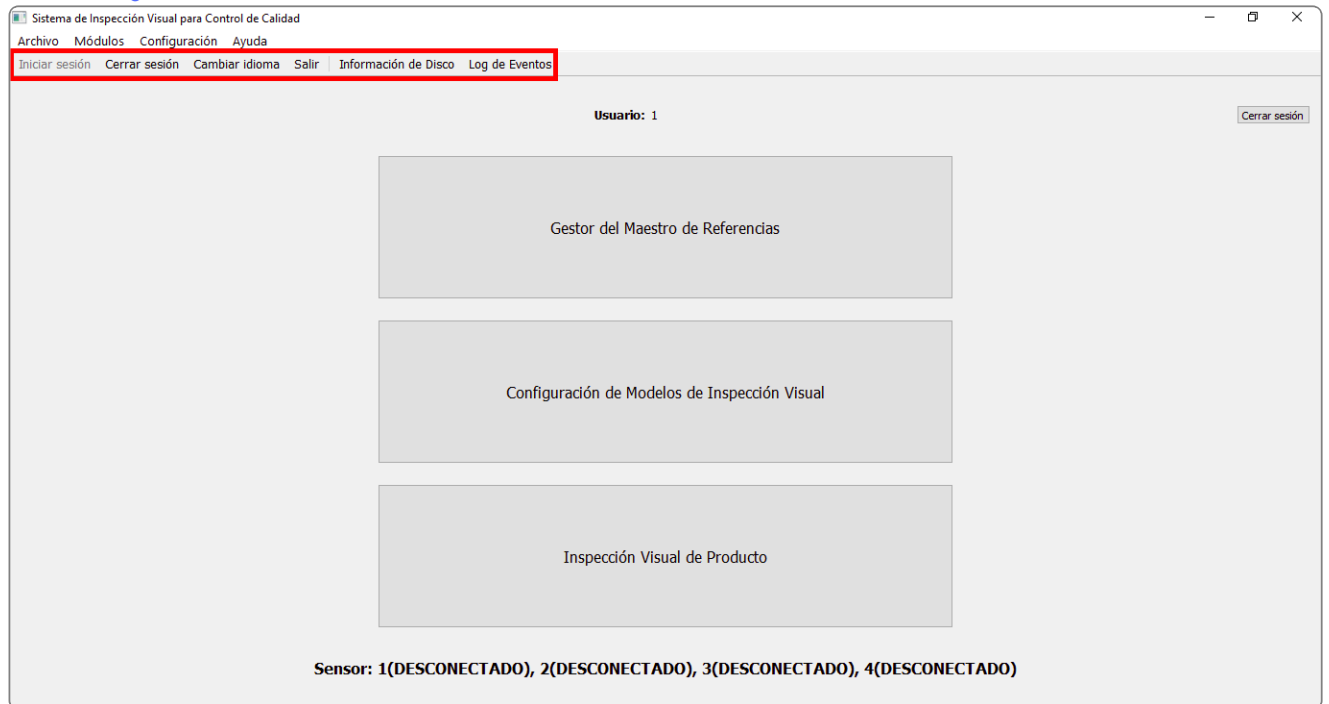 Sistema de Inspección Visual para Control de Calidad
Archivo Módulos Configuración Ayuda
Iniciar sesión Cerrar sesión Cambiar idioma Salir Información de Disco Log de Eventos
Usuario: 1
Cerrar sesión
Gestor del Maestro de Referencias
Configuración de Modelos de Inspección Visual
Inspección Visual de Producto
Sensor: 1(DESCONECTADO), 2(DESCONECTADO), 3(DESCONECTADO), 4(DESCONECTADO)